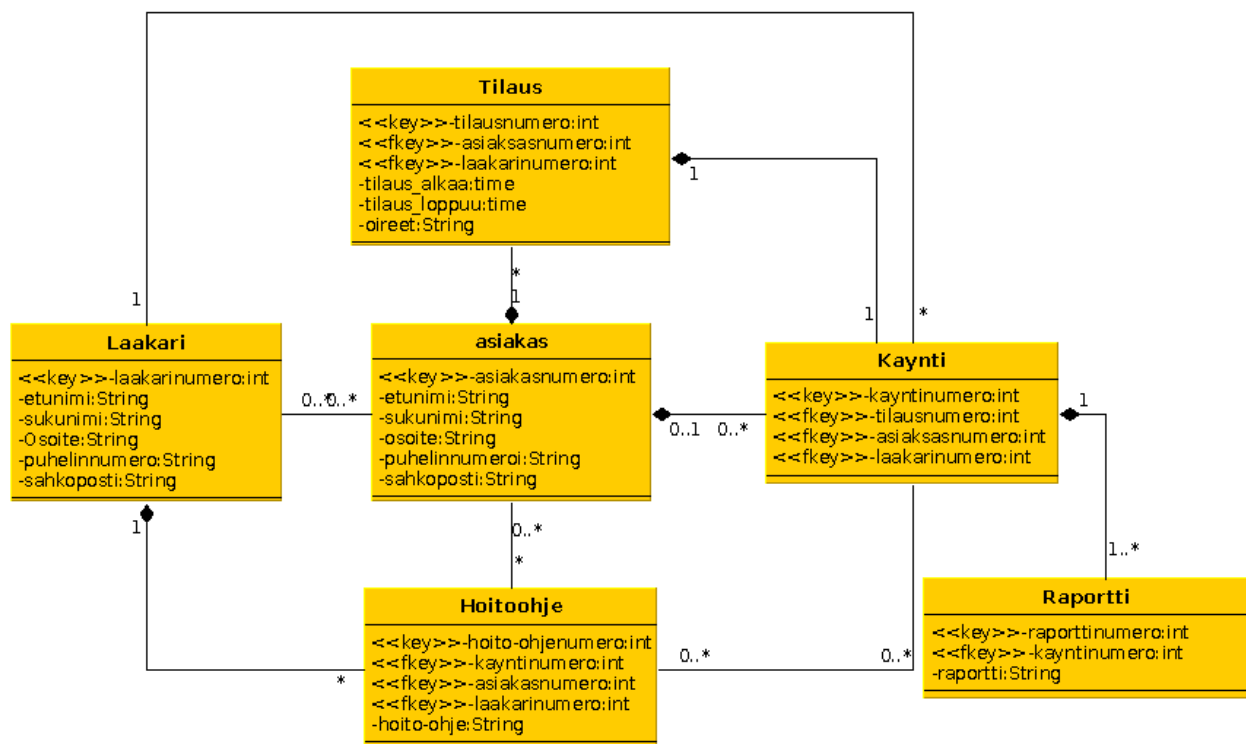 Tilaus
<<key>>-tilausnumero:int
<<fkey>>-asiaksasnumero:int
<<fkey>>-laakarinumero:int
-tilaus_alkaa:time
-tilaus_loppuu:time
-oireet:String
1
*
1
1
1
*
Laakari
<<key>>-laakarinumero:int
-etunimi:String
-sukunimi:String
-Osoite:String
-puhelinnumero:String
-sahkoposti:String
0..*
0..*
asiakas
<<key>>-asiakasnumero:int
-etunimi:String
-sukunimi:String
-osoite:String
-puhelinnumeroi:String
-sahkoposti:String
0..1
0..*
Kaynti
<<key>>-kayntinumero:int
<<fkey>>-tilausnumero:int
<<fkey>>-asiaksasnumero:int
<<fkey>>-laakarinumero:int
1
1
0..*
*
1..*
Hoitoohje
<<key>>-hoito-ohjenumero:int
<<fkey>>-kayntinumero:int
<<fkey>>-asiakasnumero:int
<<fkey>>-laakarinumero:int
-hoito-ohje:String
*
0..*
0..*
Raportti
<<key>>-raporttinumero:int
<<fkey>>-kayntinumero:int
-raportti:String